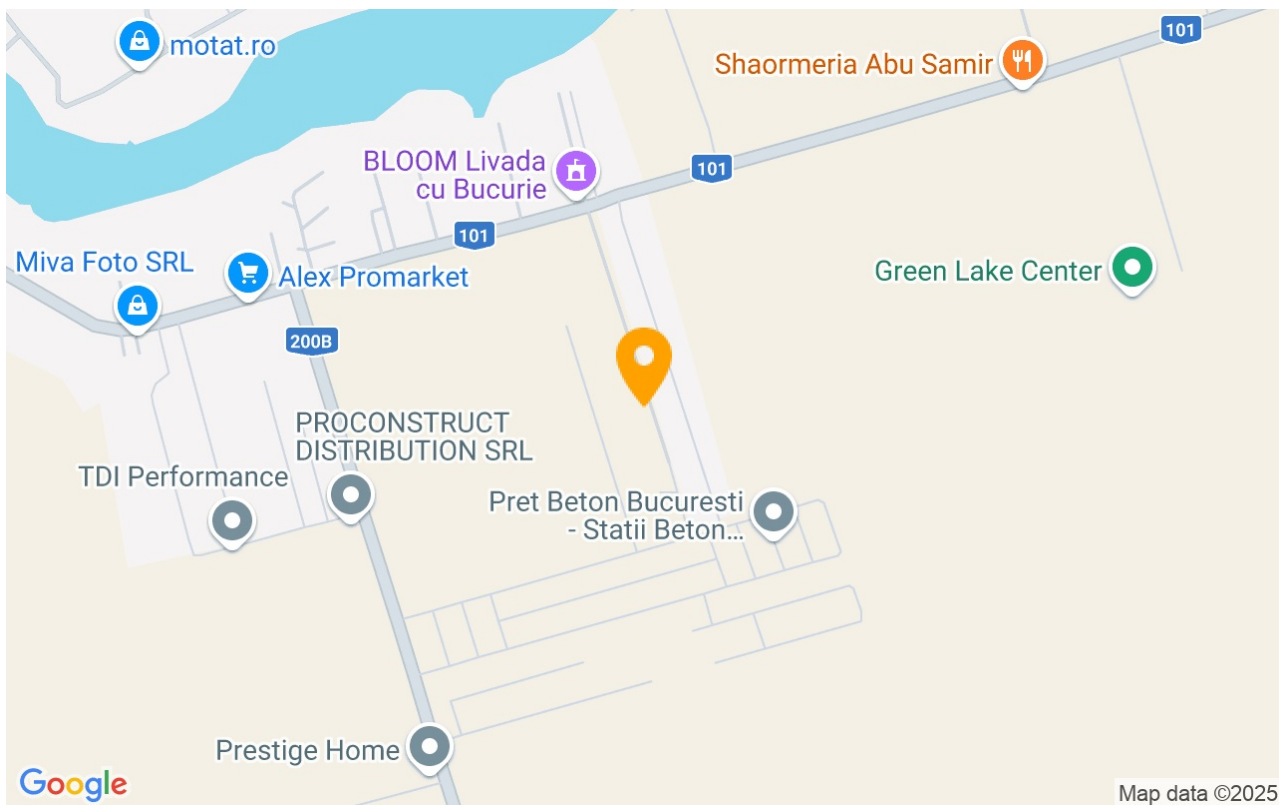 motat.ro
101
Shaormeria Abu Samir
BLOOM Livada
cu Bucurie
101
101
Miva Foto SRL
Alex Promarket
Green Lake Center
200B
PROCONSTRUCT
DISTRIBUTION SRL
TDI Performance
Pret Beton Bucuresti
- Statii Beton...
Prestige Home
Google
Map data ©2025